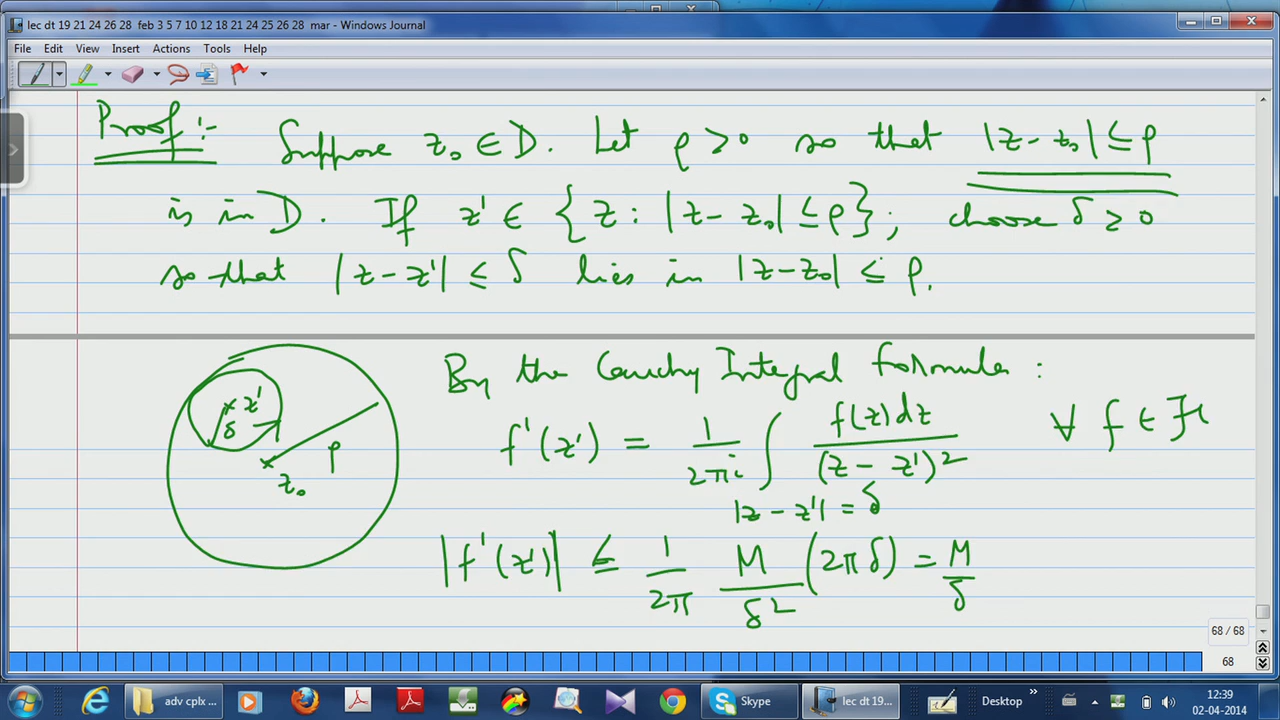 lec dt 19 21 24 26 28 feb 3 5 7 10 12 18 21 24 25 26 28 mar - Windows Journal
File Edit View Insert Actions Tools Help
Proof :- Suppose z₀ ∈ D. Let ρ > 0 so that |z - z₀| ≤ ρ
is in D. If z' ∈ {z : |z - z₀| ≤ ρ}; choose δ ≥ 0
so that |z - z'| ≤ δ lies in |z - z₀| ≤ ρ.
By the Cauchy Integral formula :
f'(z') = 1/2πi ∫ f(z)dz/(z - z')² ∀ f ∈ ℱ
|z - z'| = δ
z' δ ρ z₀
|f'(z')| ≤ 1/2π M/δ² (2πδ) = M/δ
68 / 68
68
adv cplx ... Skype lec dt 19... Desktop 12:39
02-04-2014